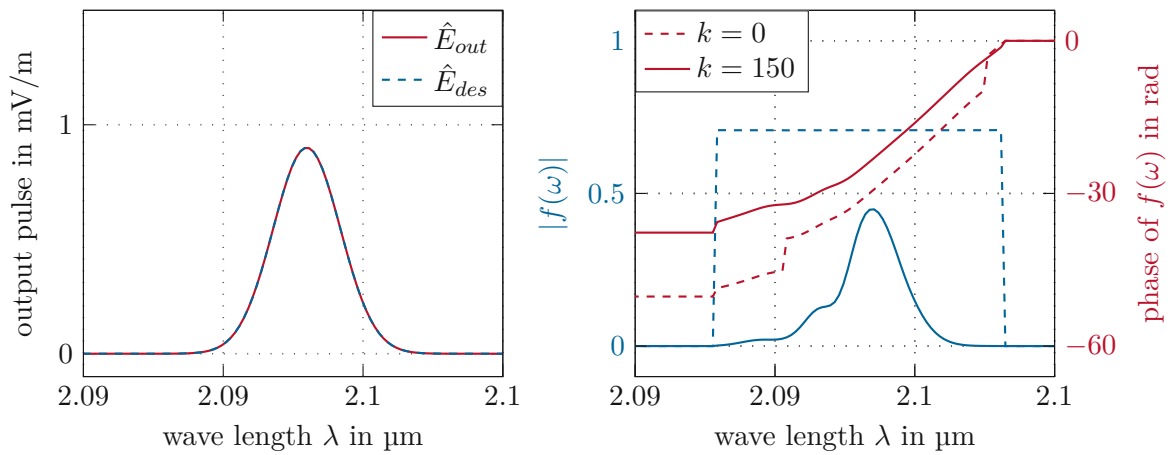 output pulse in mV/m
1
0
2.09
2.09
2.1
2.1
wave length λ in µm
Ê_out
Ê_des
|f(ω)|
1
0.5
0
2.09
2.09
2.1
2.1
wave length λ in µm
k = 0
k = 150
0
−30
−60
phase of f(ω) in rad